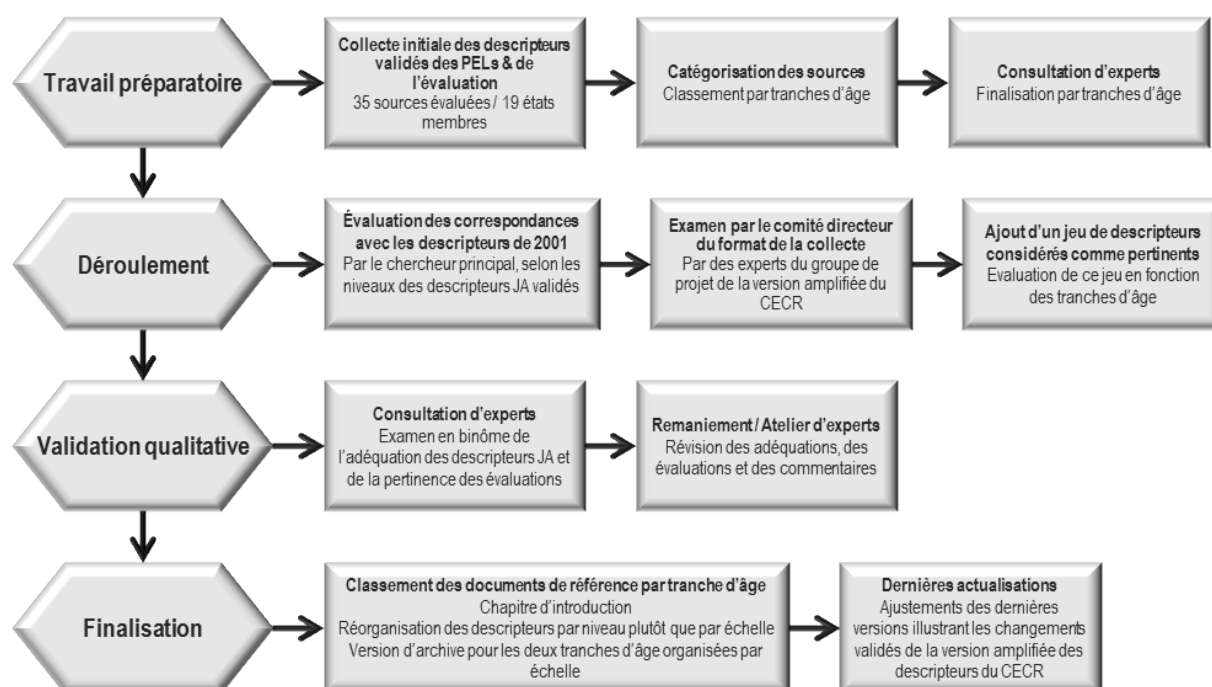 Travail préparatoire
Collecte initiale des descripteurs
validés des PELs & de
l'évaluation
35 sources évaluées / 19 états
membres
Catégorisation des sources
Classement par tranches d'âge
Consultation d'experts
Finalisation par tranches d'âge
Déroulement
Évaluation des correspondances
avec les descripteurs de 2001
Par le chercheur principal, selon les
niveaux des descripteurs JA validés
Examen par le comité directeur
du format de la collecte
Par des experts du groupe de
projet de la version amplifiée du
CECR
Ajout d'un jeu de descripteurs
considérés comme pertinents
Evaluation de ce jeu en fonction
des tranches d'âge
Validation qualitative
Consultation d'experts
Examen en binôme de
l'adéquation des descripteurs JA et
de la pertinence des évaluations
Remaniement / Atelier d'experts
Révision des adéquations, des
évaluations et des commentaires
Finalisation
Classement des documents de référence par tranche d'âge
Chapitre d'introduction
Réorganisation des descripteurs par niveau plutôt que par échelle
Version d'archive pour les deux tranches d'âge organisées par
échelle
Dernières actualisations
Ajustements des dernières
versions illustrant les changements
validés de la version amplifiée des
descripteurs du CECR